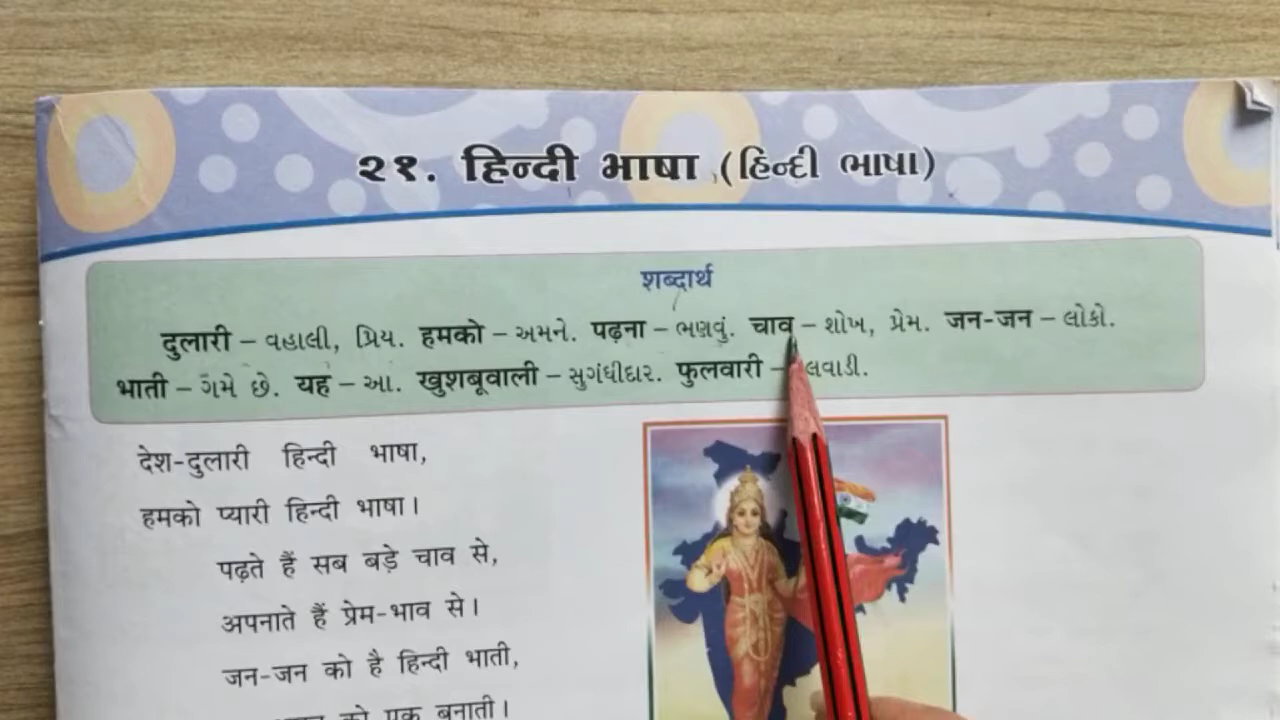 २१. हिन्दी भाषा (હિન્દી ભાષા)
शब्दार्थ
दुलारी – વહાલી, પ્રિય. हमको – અમને. पढ़ना – ભણવું. चाव – શોખ, પ્રેમ. जन-जन – લોકો.
भाती – ગમે છે. यह – આ. खुशबूवाली – સુગંધીદાર. फुलवारी –
देश-दुलारी हिन्दी भाषा,
हमको प्यारी हिन्दी भाषा।
पढ़ते हैं सब बड़े चाव से,
अपनाते हैं प्रेम-भाव से।
जन-जन को है हिन्दी भाती,
को एक बनाती।